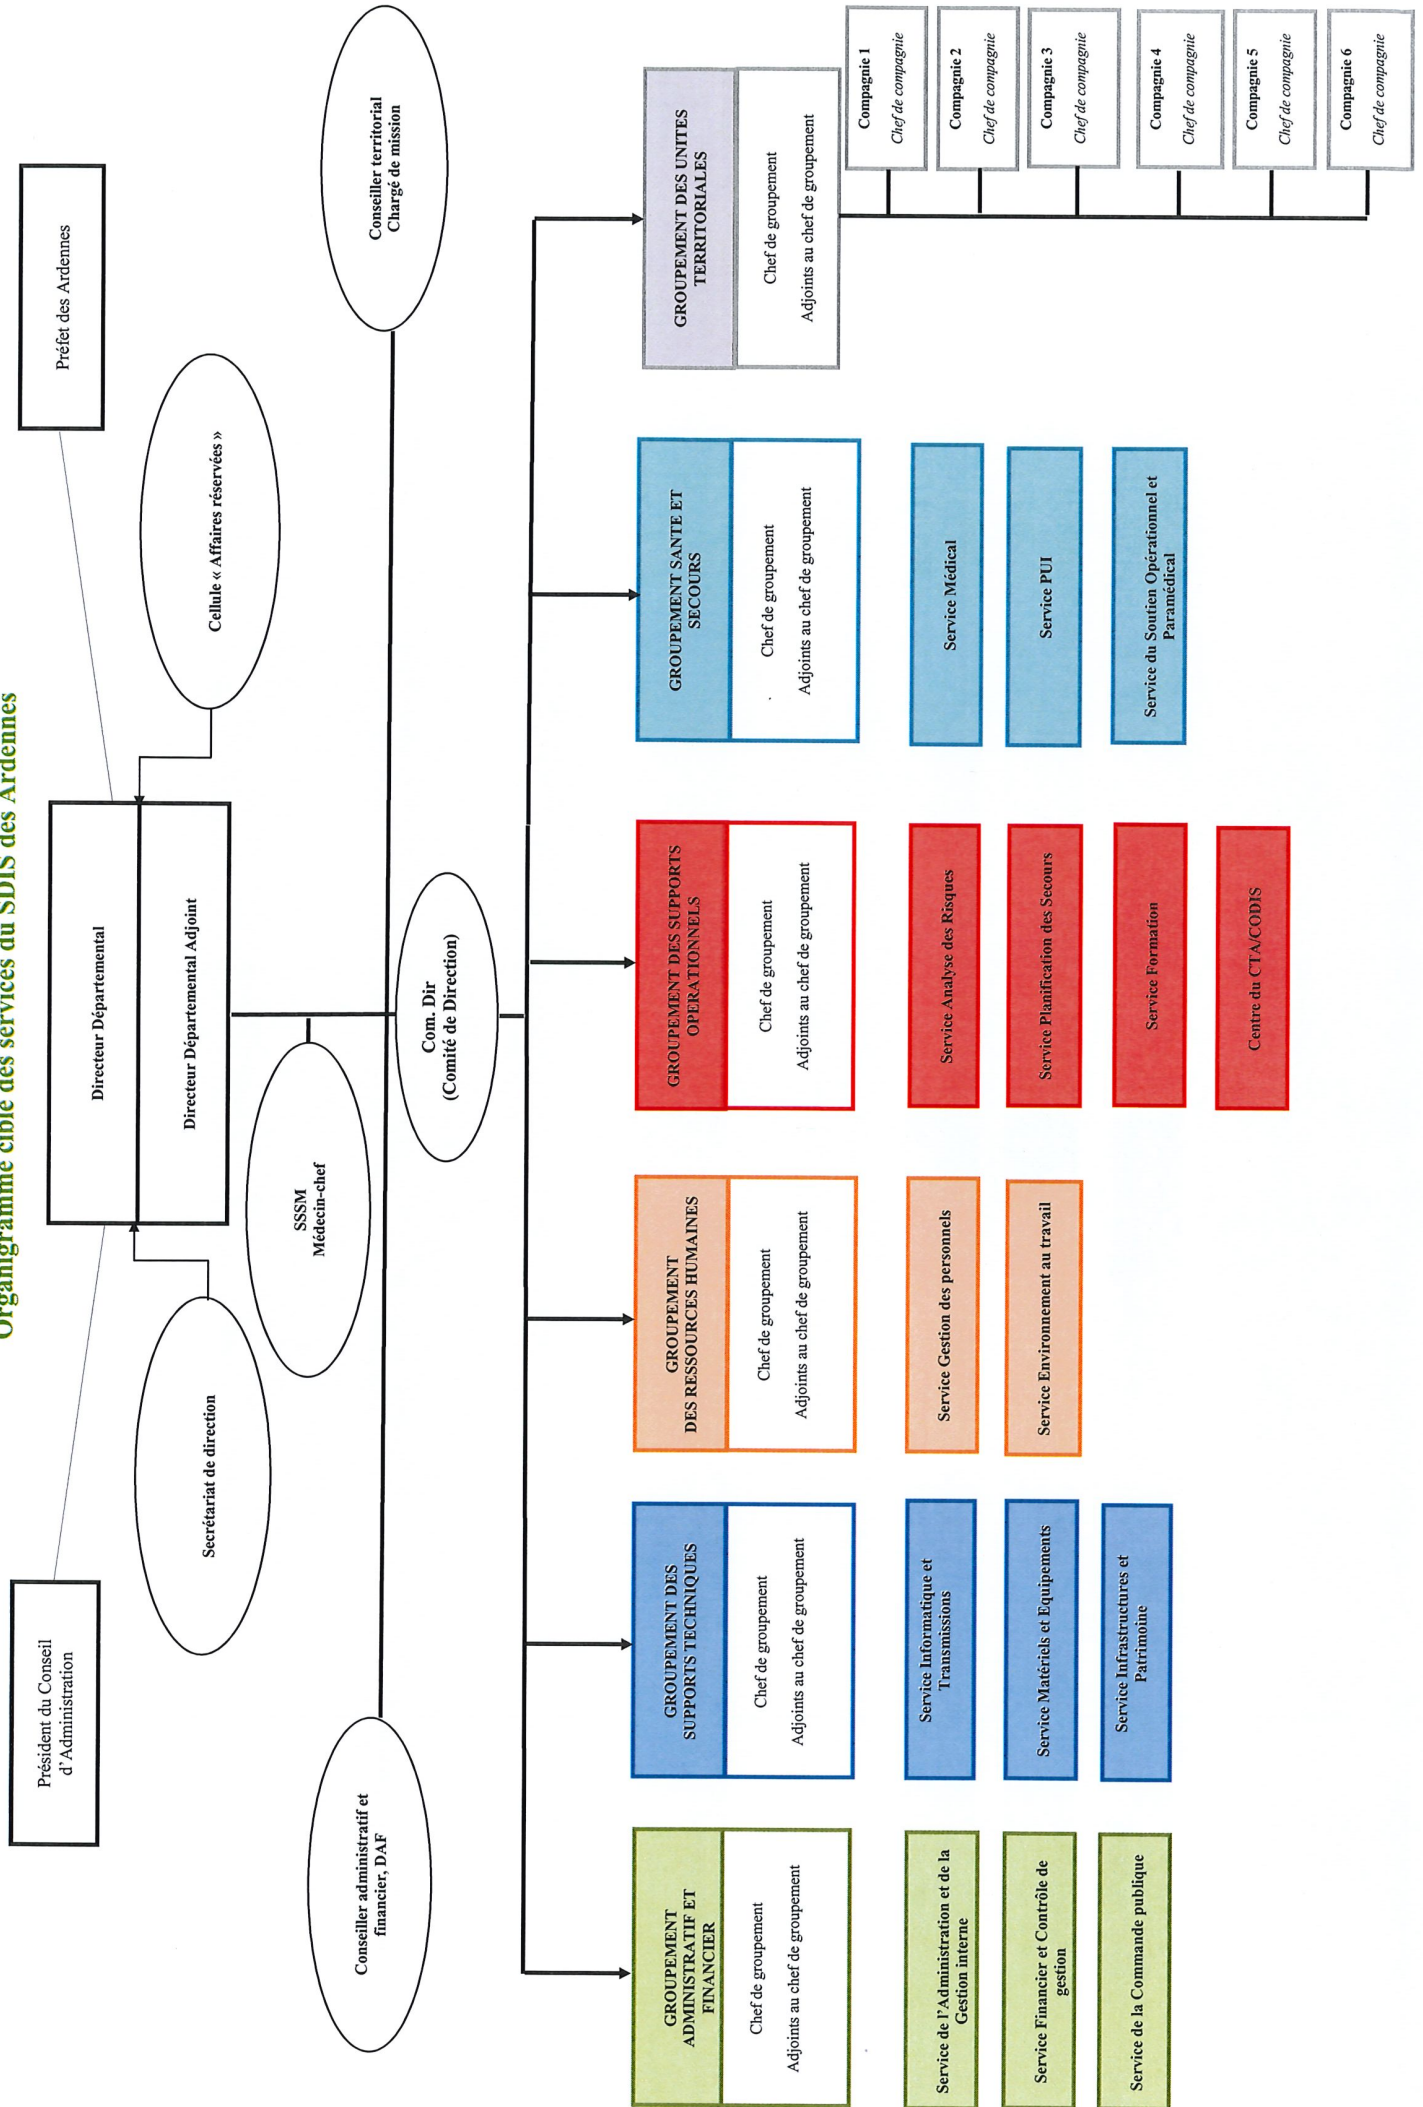 Organigramme cible des services du SDIS des Ardennes
Président du Conseil
d'Administration
Préfet des Ardennes
Directeur Départemental
Directeur Départemental Adjoint
Secrétariat de direction
Cellule « Affaires réservées »
SSSM
Médecin-chef
Conseiller administratif et
financier, DAF
Conseiller territorial
Chargé de mission
Com. Dir
(Comité de Direction)
GROUPEMENT
ADMINISTRATIF ET
FINANCIER
Chef de groupement
Adjoints au chef de groupement
Service de l'Administration et de la
Gestion interne
Service Financier et Contrôle de
gestion
Service de la Commande publique
GROUPEMENT DES
SUPPORTS TECHNIQUES
Chef de groupement
Adjoints au chef de groupement
Service Informatique et
Transmissions
Service Matériels et Equipements
Service Infrastructures et
Patrimoine
GROUPEMENT
DES RESSOURCES HUMAINES
Chef de groupement
Adjoints au chef de groupement
Service Gestion des personnels
Service Environnement au travail
GROUPEMENT DES SUPPORTS
OPERATIONNELS
Chef de groupement
Adjoints au chef de groupement
Service Analyse des Risques
Service Planification des Secours
Service Formation
Centre du CTA/CODIS
GROUPEMENT SANTE ET
SECOURS
Chef de groupement
Adjoints au chef de groupement
Service Médical
Service PUI
Service du Soutien Opérationnel et
Paramédical
GROUPEMENT DES UNITES
TERRITORIALES
Chef de groupement
Adjoints au chef de groupement
Compagnie 1
Chef de compagnie
Compagnie 2
Chef de compagnie
Compagnie 3
Chef de compagnie
Compagnie 4
Chef de compagnie
Compagnie 5
Chef de compagnie
Compagnie 6
Chef de compagnie